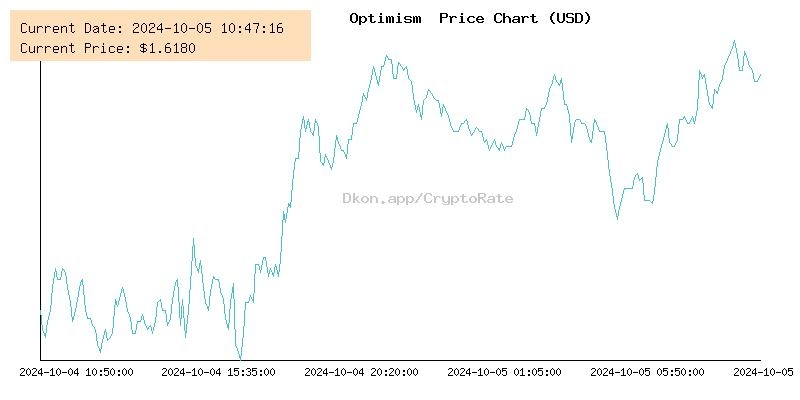 Optimism Price Chart (USD)
Current Date: 2024-10-05 10:47:16
Current Price: $1.6180
Dkon.app/CryptoRate
2024-10-04 10:50:00 2024-10-04 15:35:00 2024-10-04 20:20:00 2024-10-05 01:05:00 2024-10-05 05:50:00 2024-10-05